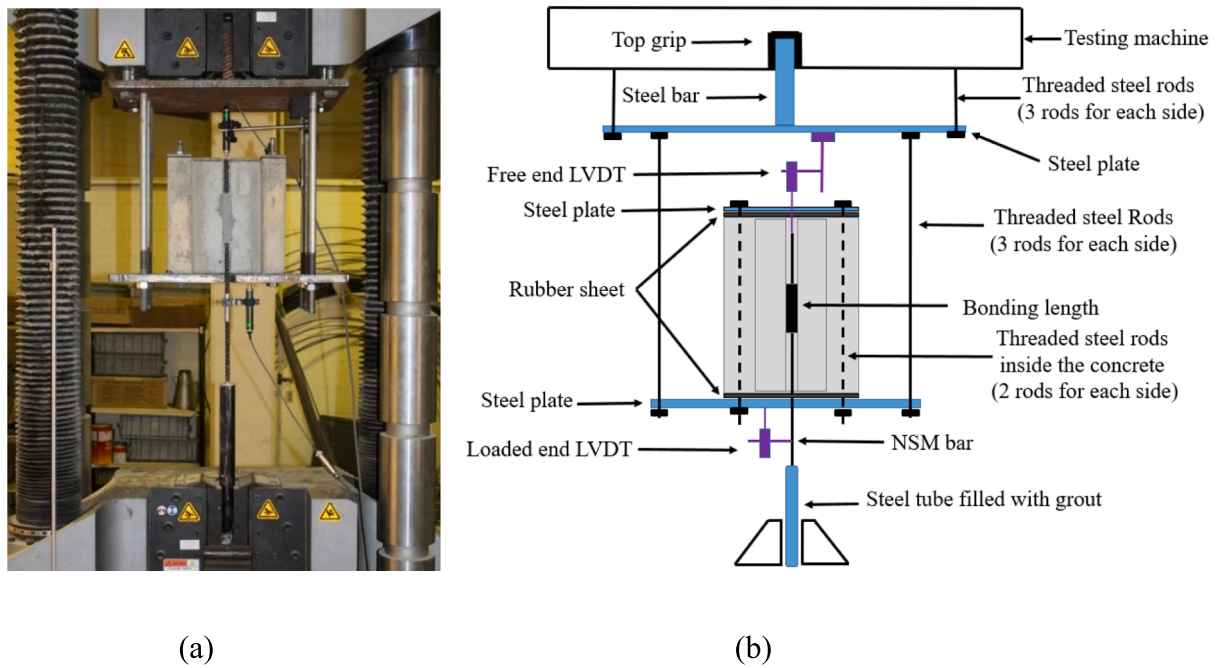 Top grip
Testing machine
Steel bar
Threaded steel rods
(3 rods for each side)
Steel plate
Free end LVDT
Steel plate
Threaded steel Rods
(3 rods for each side)
Rubber sheet
Bonding length
Threaded steel rods
inside the concrete
(2 rods for each side)
Steel plate
NSM bar
Loaded end LVDT
Steel tube filled with grout
(a)
(b)